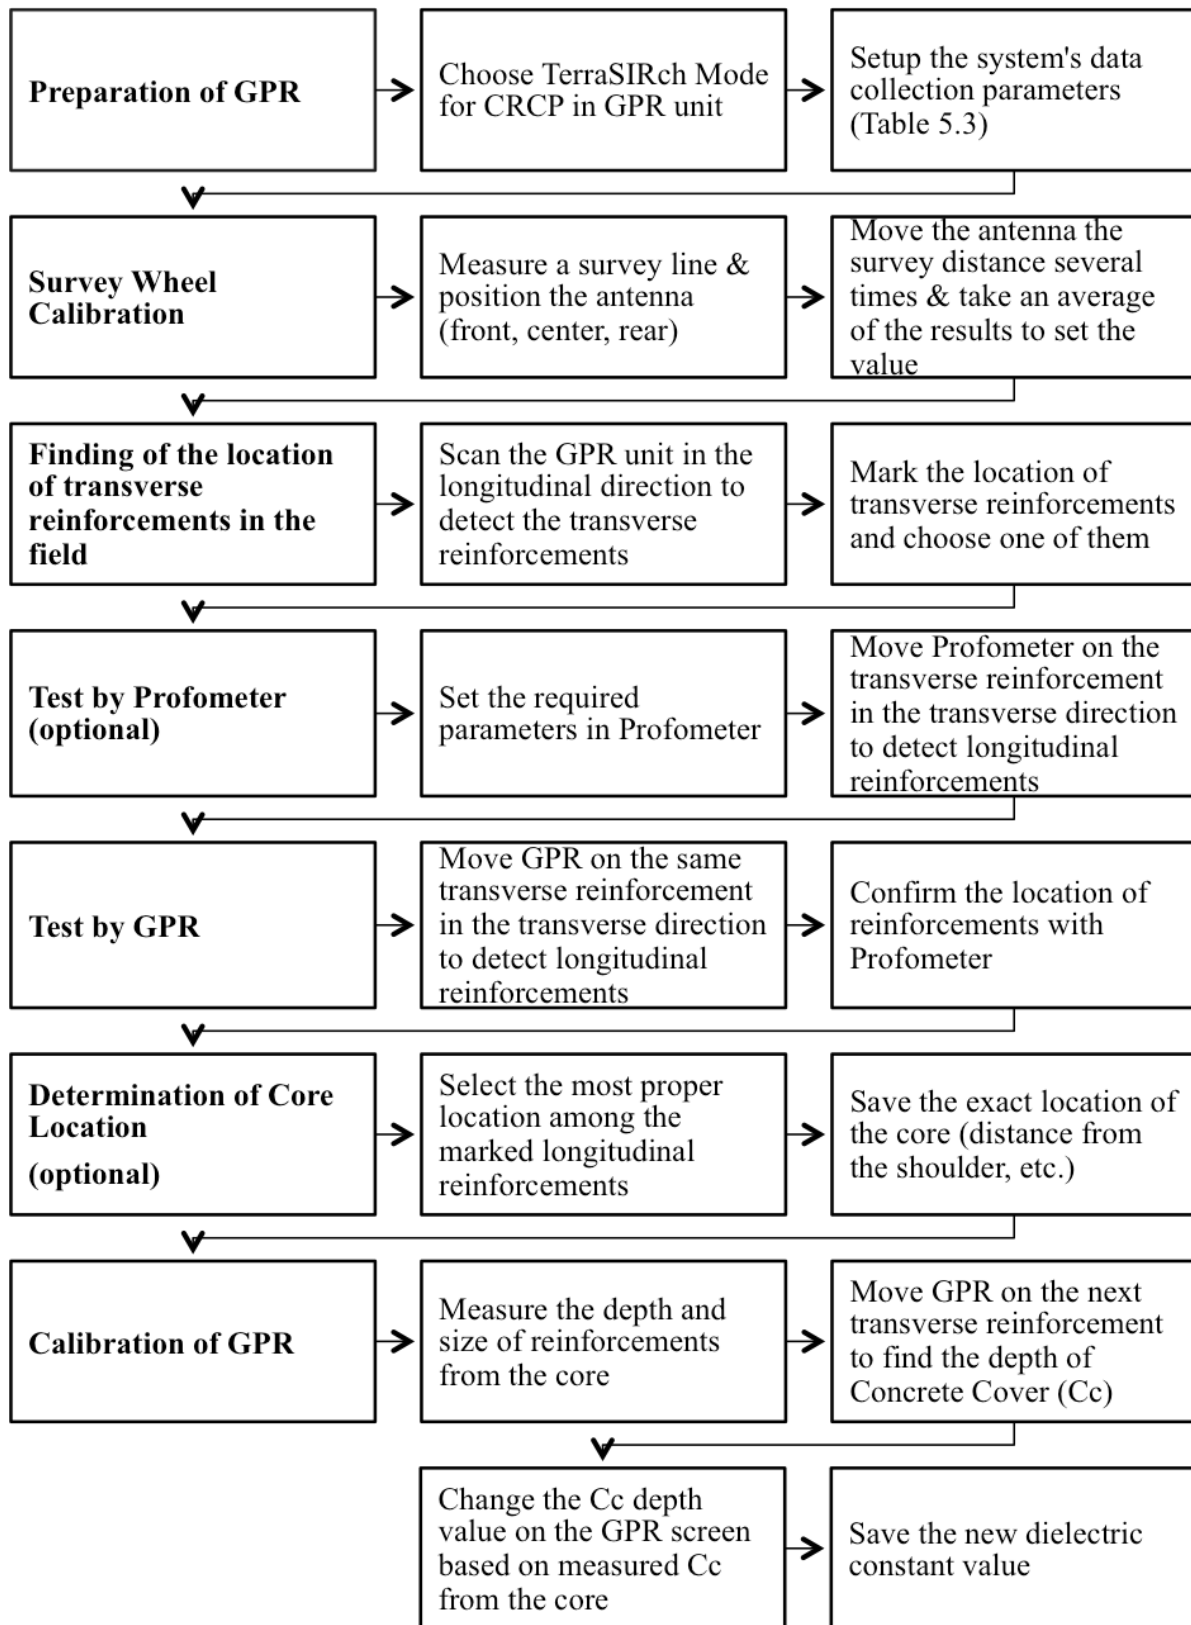 Preparation of GPR
Choose TerraSIRch Mode
for CRCP in GPR unit
Setup the system's data
collection parameters
(Table 5.3)
Survey Wheel
Calibration
Measure a survey line &
position the antenna
(front, center, rear)
Move the antenna the
survey distance several
times & take an average
of the results to set the
value
Finding of the location
of transverse
reinforcements in the
field
Scan the GPR unit in the
longitudinal direction to
detect the transverse
reinforcements
Mark the location of
transverse reinforcements
and choose one of them
Test by Profometer
(optional)
Set the required
parameters in Profometer
Move Profometer on the
transverse reinforcement
in the transverse direction
to detect longitudinal
reinforcements
Test by GPR
Move GPR on the same
transverse reinforcement
in the transverse direction
to detect longitudinal
reinforcements
Confirm the location of
reinforcements with
Profometer
Determination of Core
Location
(optional)
Select the most proper
location among the
marked longitudinal
reinforcements
Save the exact location of
the core (distance from
the shoulder, etc.)
Calibration of GPR
Measure the depth and
size of reinforcements
from the core
Move GPR on the next
transverse reinforcement
to find the depth of
Concrete Cover (Cc)
Change the Cc depth
value on the GPR screen
based on measured Cc
from the core
Save the new dielectric
constant value